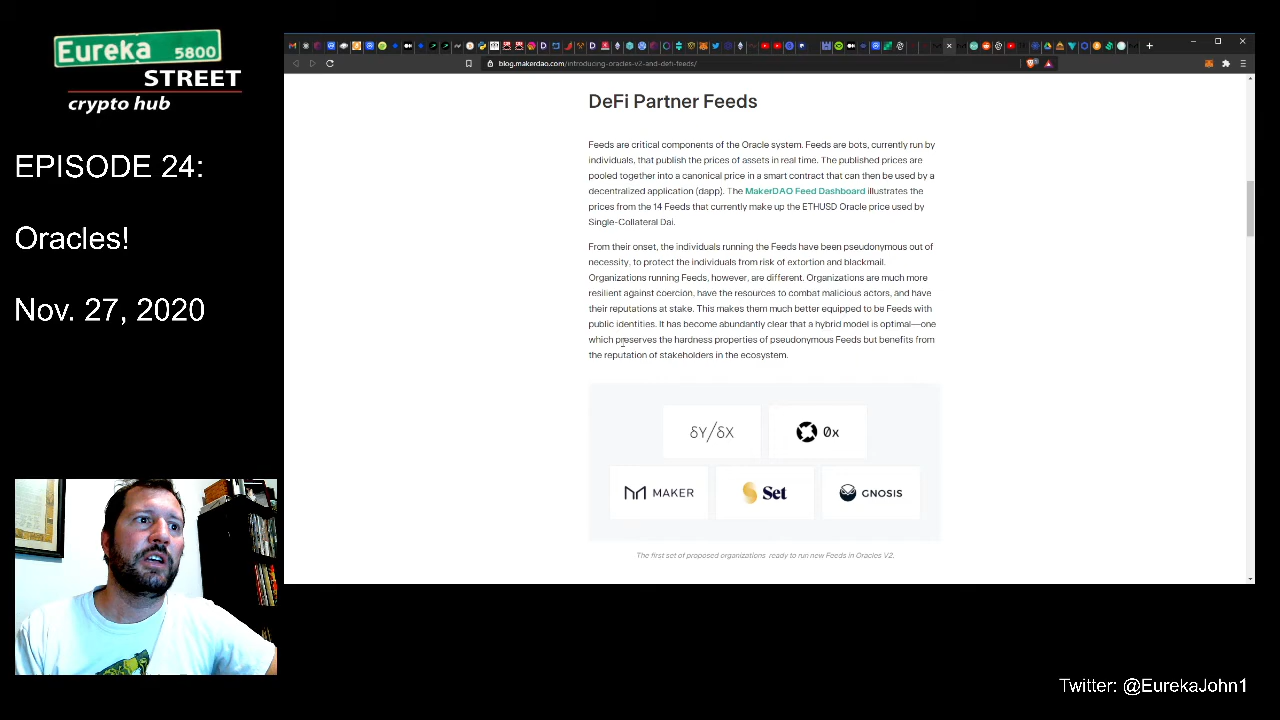 Eureka 5800
STREET
crypto hub
EPISODE 24:
Oracles!
Nov. 27, 2020
blog.makerdao.com/introducing-oracles-v2-and-defi-feeds/
DeFi Partner Feeds
Feeds are critical components of the Oracle system. Feeds are bots, currently run by
individuals, that publish the prices of assets in real time. The published prices are
pooled together into a canonical price in a smart contract that can then be used by a
decentralized application (dapp). The MakerDAO Feed Dashboard illustrates the
prices from the 14 Feeds that currently make up the ETHUSD Oracle price used by
Single-Collateral Dai.
From their onset, the individuals running the Feeds have been pseudonymous out of
necessity, to protect the individuals from risk of extortion and blackmail.
Organizations running Feeds, however, are different. Organizations are much more
resilient against coercion, have the resources to combat malicious actors, and have
their reputations at stake. This makes them much better equipped to be Feeds with
public identities. It has become abundantly clear that a hybrid model is optimal—one
which preserves the hardness properties of pseudonymous Feeds but benefits from
the reputation of stakeholders in the ecosystem.
δY/δX
0x
MAKER
Set
GNOSIS
The first set of proposed organizations ready to run new Feeds in Oracles V2.
Twitter: @EurekaJohn1